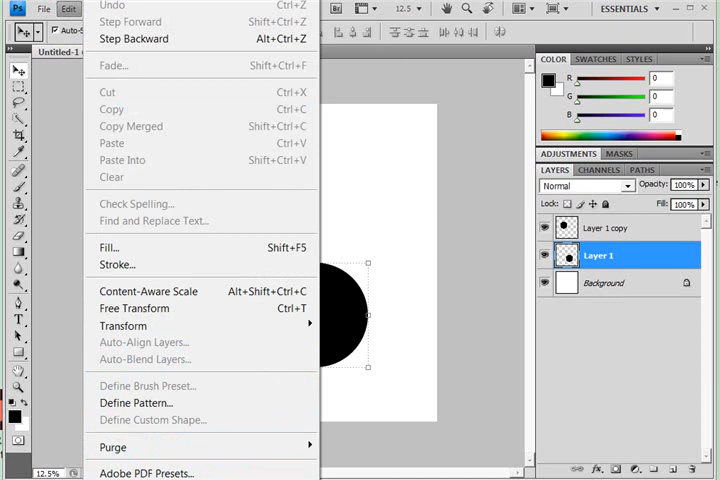 Ps File Edit Br 12.5 ESSENTIALS
Auto-S
Untitled-1
Undo Ctrl+Z
Step Forward Shift+Ctrl+Z
Step Backward Alt+Ctrl+Z
Fade... Shift+Ctrl+F
Cut Ctrl+X
Copy Ctrl+C
Copy Merged Shift+Ctrl+C
Paste Ctrl+V
Paste Into Shift+Ctrl+V
Clear
Check Spelling...
Find and Replace Text...
Fill... Shift+F5
Stroke...
Content-Aware Scale Alt+Shift+Ctrl+C
Free Transform Ctrl+T
Transform
Auto-Align Layers...
Auto-Blend Layers...
Define Brush Preset...
Define Pattern...
Define Custom Shape...
Purge
Adobe PDF Presets...
12.5%
COLOR SWATCHES STYLES
R 0
G 0
B 0
ADJUSTMENTS MASKS
LAYERS CHANNELS PATHS
Normal Opacity: 100%
Lock: Fill: 100%
Layer 1 copy
Layer 1
Background